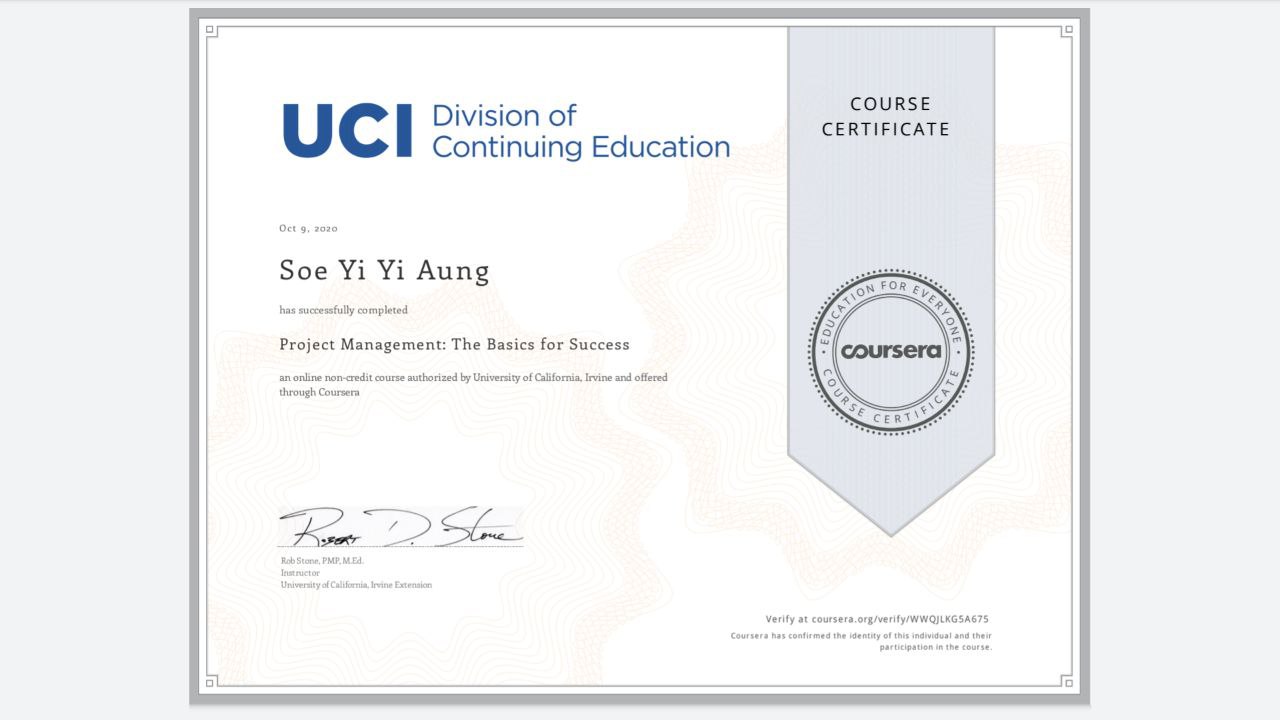 UCI Division of
Continuing Education
COURSE
CERTIFICATE
Oct 9, 2020
Soe Yi Yi Aung
has successfully completed
Project Management: The Basics for Success
an online non-credit course authorized by University of California, Irvine and offered
through Coursera
EDUCATION FOR EVERYONE
coursera
COURSE CERTIFICATE
Robert D. Stone
Rob Stone, PMP, M.Ed.
Instructor
University of California, Irvine Extension
Verify at coursera.org/verify/WWQJLKG5A675
Coursera has confirmed the identity of this individual and their
participation in the course.